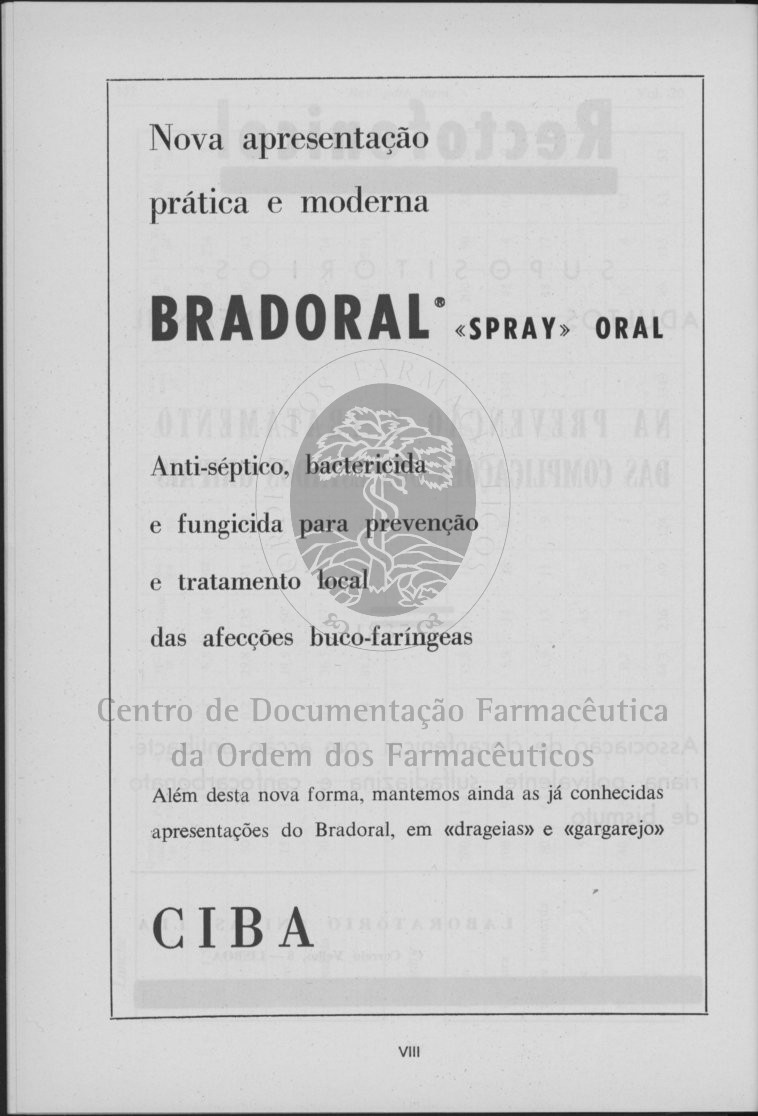 Nova apresentação
prática e moderna
BRADORAL® «SPRAY» ORAL
Anti-séptico, bactericida
e fungicida para prevenção
e tratamento local
das afecções buco-faríngeas
Centro de Documentação Farmacêutica
da Ordem dos Farmacêuticos
Além desta nova forma, mantemos ainda as já conhecidas
apresentações do Bradoral, em «drageias» e «gargarejo»
CIBA
VIII